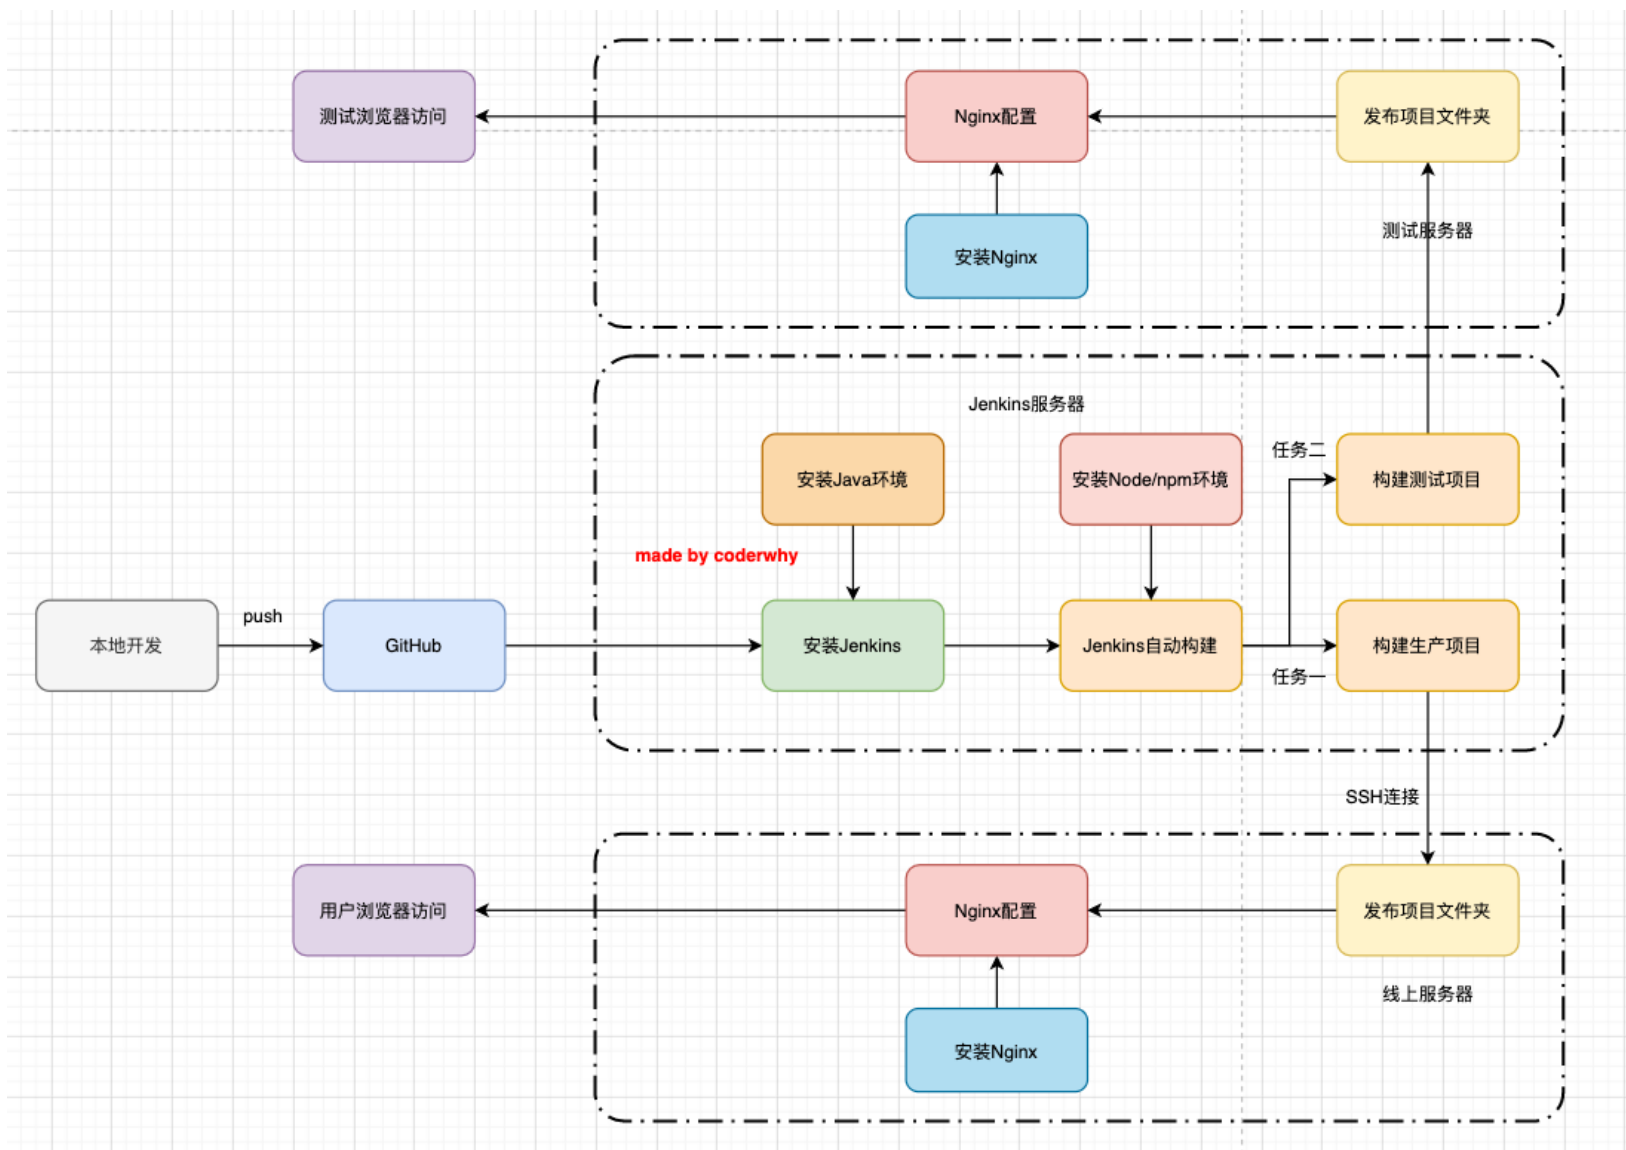 测试浏览器访问
Nginx配置
发布项目文件夹
测试服务器
安装Nginx
Jenkins服务器
任务二
安装Java环境
安装Node/npm环境
构建测试项目
made by coderwhy
push
本地开发
GitHub
安装Jenkins
Jenkins自动构建
构建生产项目
任务一
SSH连接
用户浏览器访问
Nginx配置
发布项目文件夹
线上服务器
安装Nginx